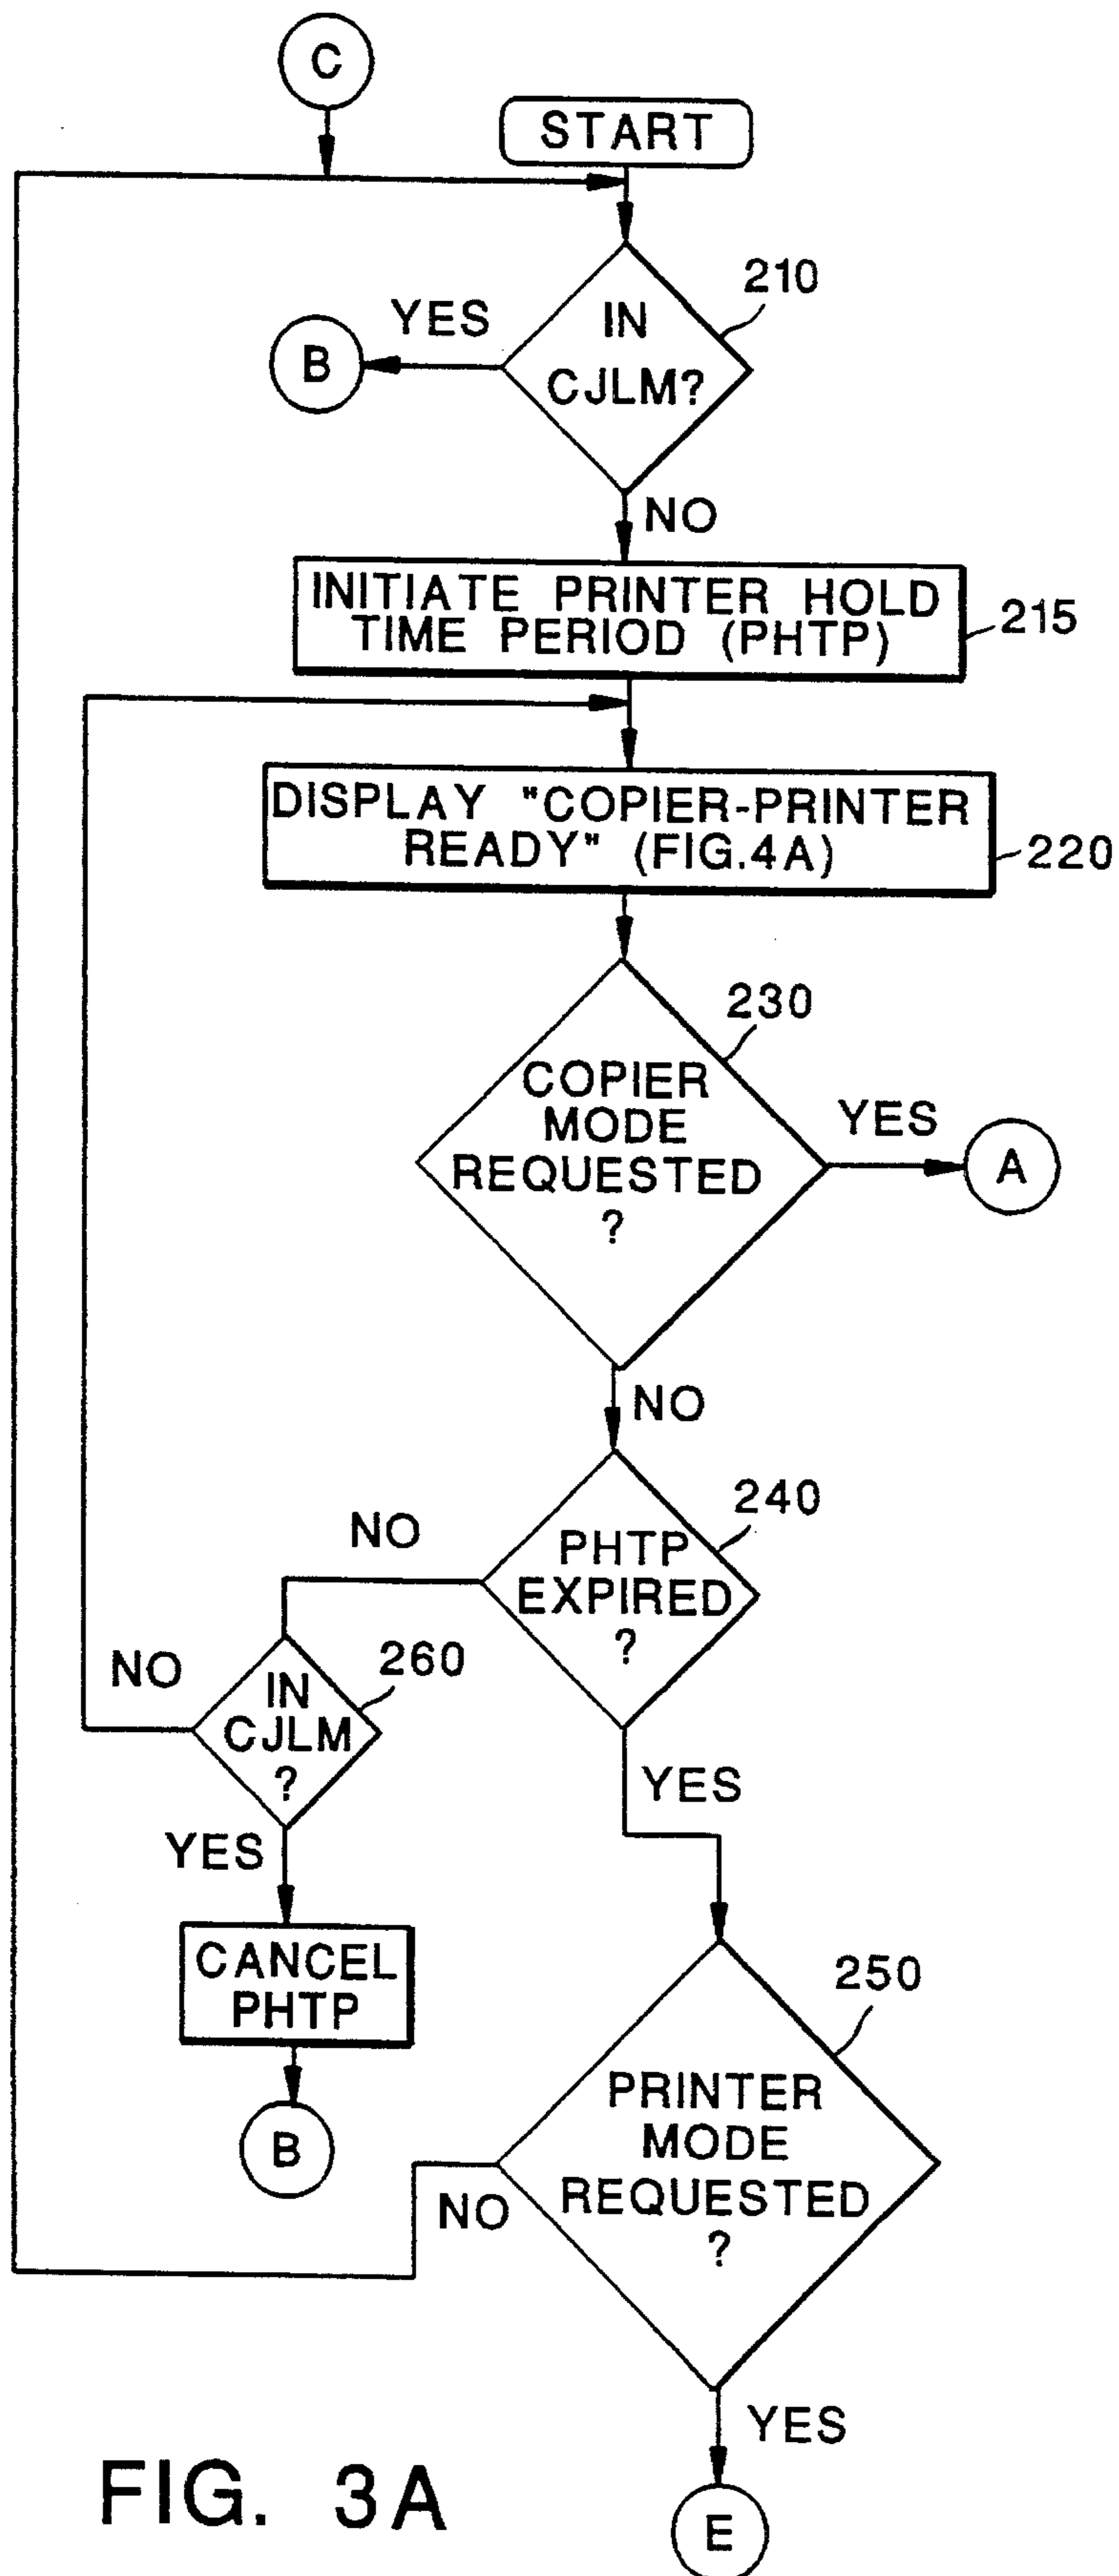 C
START
210
IN
CJLM?
YES
B
NO
INITIATE PRINTER HOLD
TIME PERIOD (PHTP)
215
DISPLAY "COPIER-PRINTER
READY" (FIG.4A)
220
230
COPIER
MODE
REQUESTED
?
YES
A
NO
240
PHTP
EXPIRED
?
NO
260
IN
CJLM
?
NO
YES
YES
CANCEL
PHTP
B
250
PRINTER
MODE
REQUESTED
?
NO
YES
E
FIG. 3A